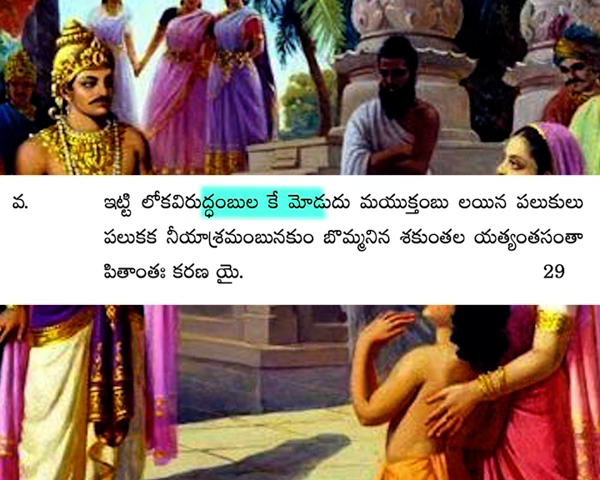 వ. ఇట్టి లోకవిరుద్ధంబుల కే మోడుదు మయుక్తంబు లయిన పలుకులు
పలుకక నీయాశ్రమంబునకుం బొమ్మనిన శకుంతల యత్యంతసంతా
పితాంతః కరణ యై. 29